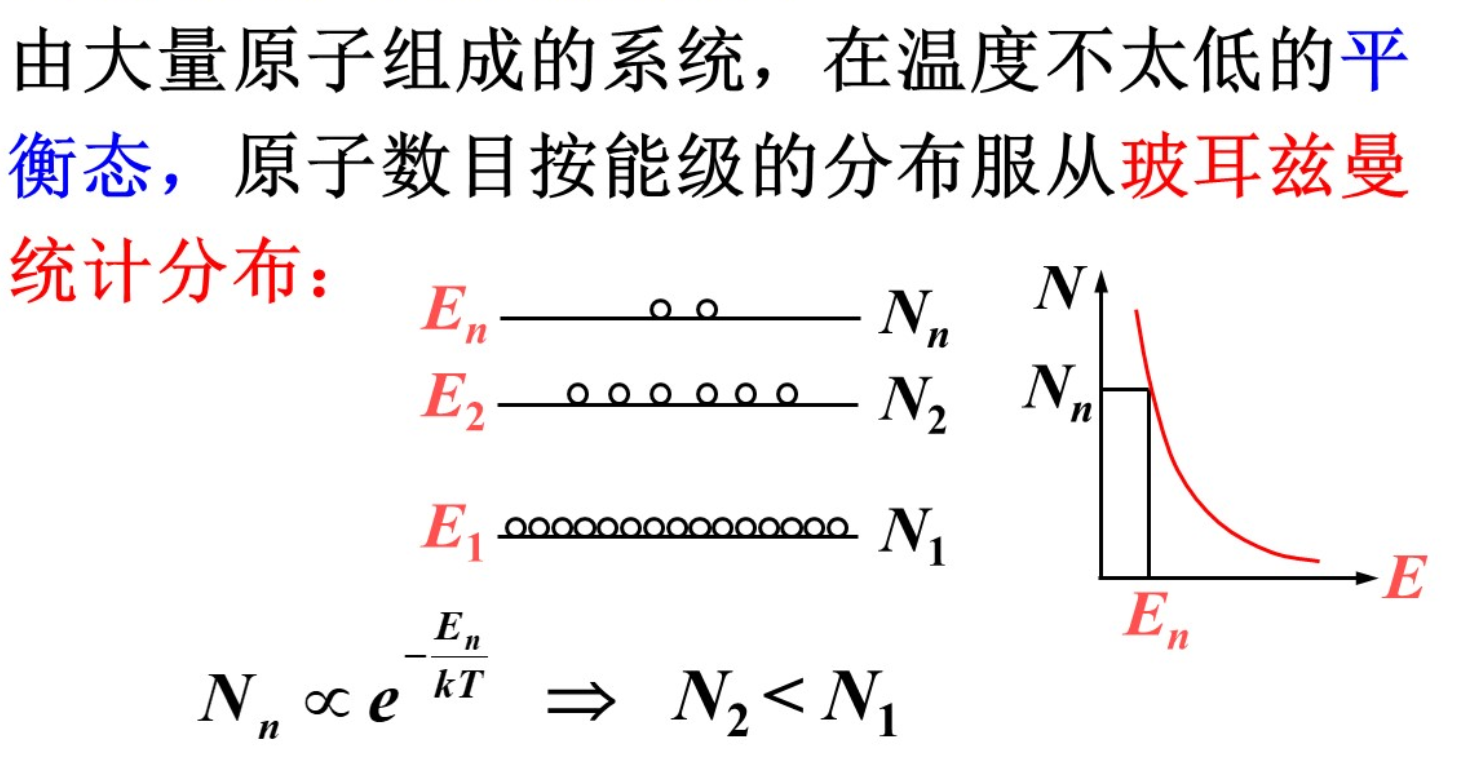 由大量原子组成的系统，在温度不太低的平
衡态，原子数目按能级的分布服从玻耳兹曼
统计分布：
E_n N_n
E_2 N_2
E_1 N_1
N
N_n
E_n
E
N_n ∝ e^{-\frac{E_n}{kT}} ⇒ N_2 < N_1